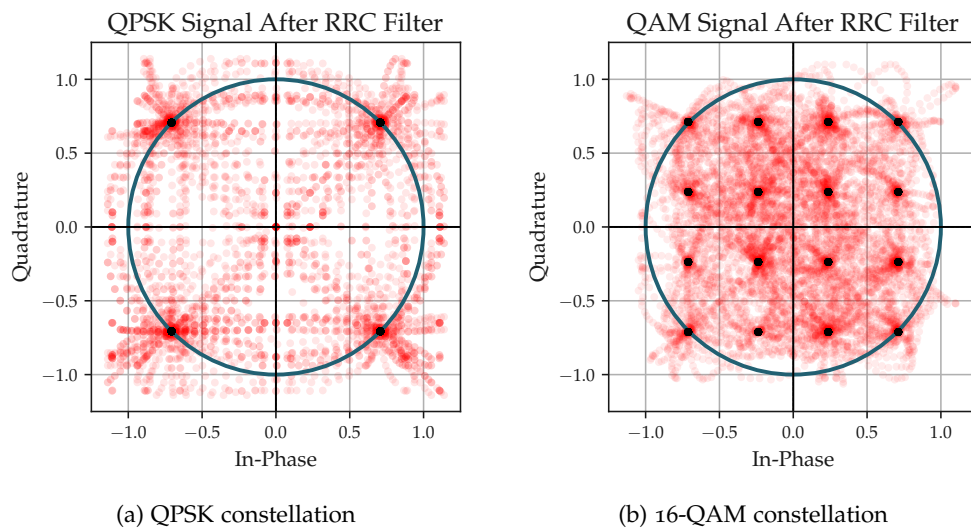 QPSK Signal After RRC Filter
1.0
0.5
0.0
−0.5
−1.0
Quadrature
−1.0 −0.5 0.0 0.5 1.0
In-Phase
(a) QPSK constellation
QAM Signal After RRC Filter
1.0
0.5
0.0
−0.5
−1.0
Quadrature
−1.0 −0.5 0.0 0.5 1.0
In-Phase
(b) 16-QAM constellation